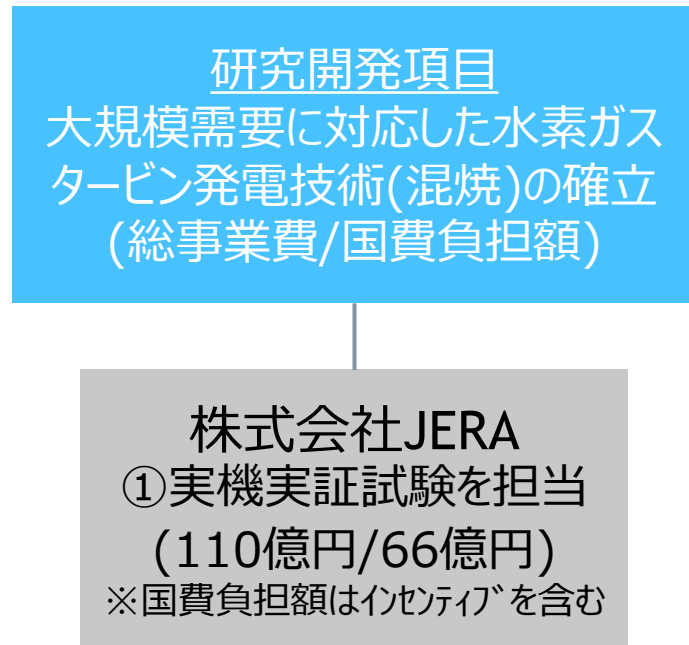 研究開発項目
大規模需要に対応した水素ガス
タービン発電技術(混焼)の確立
(総事業費/国費負担額)
株式会社JERA
①実機実証試験を担当
(110億円/66億円)
※国費負担額はｲﾝｾﾝﾃｨﾌﾞを含む